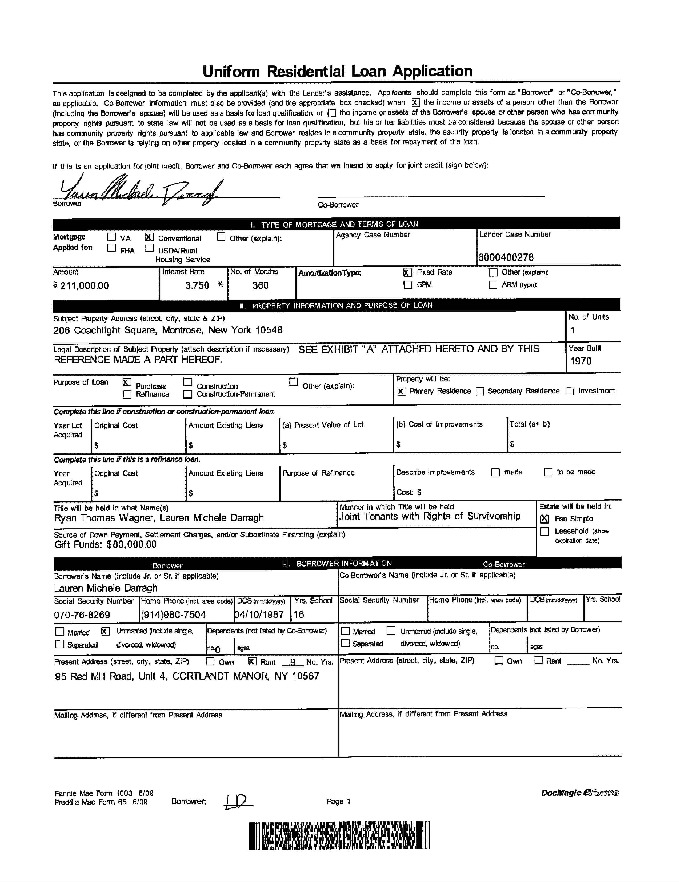 Uniform Residential Loan Application
This application is designed to be completed by the applicant(s) with the Lender's assistance. Applicants should complete this form as "Borrower" or "Co-Borrower,"
as applicable. Co-Borrower information must also be provided (and the appropriate box checked) when X the income or assets of a person other than the Borrower
(including the Borrower's spouse) will be used as a basis for loan qualification or the income or assets of the Borrower's spouse or other person who has community
property rights pursuant to state law will not be used as a basis for loan qualification, but his or her liabilities must be considered because the spouse or other person
has community property rights pursuant to applicable law and Borrower resides in a community property state, the security property is located in a community property
state, or the Borrower is relying on other property located in a community property state as a basis for repayment of the loan.
If this is an application for joint credit, Borrower and Co-Borrower each agree that we intend to apply for joint credit (sign below):
Borrower Co-Borrower
I. TYPE OF MORTGAGE AND TERMS OF LOAN
Mortgage VA X Conventional Other (explain): Agency Case Number Lender Case Number
Applied for: FHA USDA/Rural
Housing Service 6000400278
Amount Interest Rate No. of Months Amortization Type: X Fixed Rate Other (explain):
$ 211,000.00 3.750 % 360 GPM ARM (type):
II. PROPERTY INFORMATION AND PURPOSE OF LOAN
Subject Property Address (street, city, state & ZIP) No. of Units
206 Coachlight Square, Montrose, New York 10548 1
Legal Description of Subject Property (attach description if necessary) SEE EXHIBIT "A" ATTACHED HERETO AND BY THIS Year Built
REFERENCE MADE A PART HEREOF. 1970
Purpose of Loan X Purchase Construction Other (explain): Property will be:
Refinance Construction-Permanent X Primary Residence Secondary Residence Investment
Complete this line if construction or construction-permanent loan.
Year Lot Original Cost Amount Existing Liens (a) Present Value of Lot (b) Cost of Improvements Total (a+ b)
Acquired
$ $ $ $ $
Complete this line if this is a refinance loan.
Year Original Cost Amount Existing Liens Purpose of Refinance Describe Improvements made to be made
Acquired
$ $ Cost: $
Title will be held in what Name(s) Manner in which Title will be held Estate will be held in:
Ryan Thomas Wagner, Lauren Michele Darragh Joint Tenants with Rights of Survivorship X Fee Simple
Source of Down Payment, Settlement Charges, and/or Subordinate Financing (explain) Leasehold (show
Gift Funds: $80,000.00 expiration date)
Borrower III. BORROWER INFORMATION Co-Borrower
Borrower's Name (include Jr. or Sr. if applicable) Co-Borrower's Name (include Jr. or Sr. if applicable)
Lauren Michele Darragh
Social Security Number Home Phone (incl. area code) DOB (mm/dd/yyyy) Yrs. School Social Security Number Home Phone (incl. area code) DOB (mm/dd/yyyy) Yrs. School
070-76-8269 (914)980-7504 04/10/1987 16
Married X Unmarried (include single, Dependents (not listed by Co-Borrower) Married Unmarried (include single, Dependents (not listed by Borrower)
Separated divorced, widowed) no. 0 ages Separated divorced, widowed) no. ages
Present Address (street, city, state, ZIP) Own X Rent No. Yrs. Present Address (street, city, state, ZIP) Own Rent No. Yrs.
95 Red Mill Road, Unit 4, CORTLANDT MANOR, NY 10567
Mailing Address, if different from Present Address Mailing Address, if different from Present Address
Fannie Mae Form 1003 6/09
Freddie Mac Form 65 6/09 Borrower: LD Page 1
DocMagic